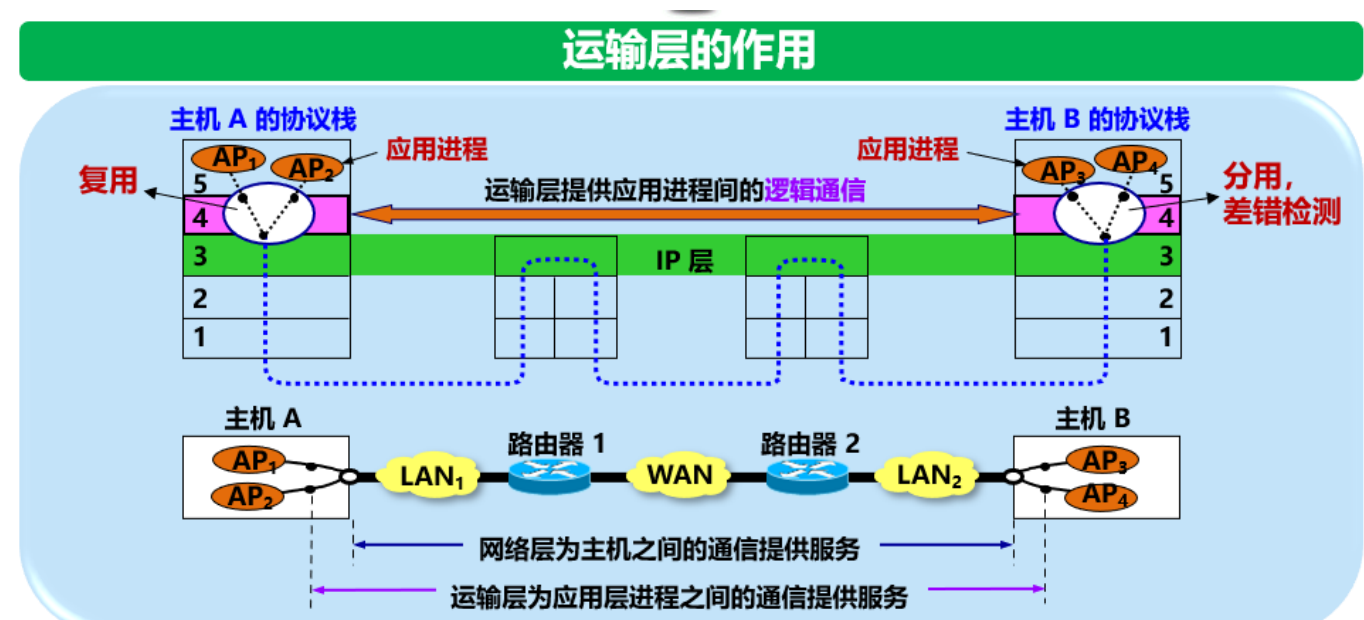 运输层的作用
主机 A 的协议栈
主机 B 的协议栈
AP1
AP2
应用进程
应用进程
AP3
AP4
复用
5
运输层提供应用进程间的逻辑通信
5
分用，
差错检测
4
4
3
IP 层
3
2
2
1
1
主机 A
主机 B
路由器 1
路由器 2
AP1
AP2
LAN1
WAN
LAN2
AP3
AP4
网络层为主机之间的通信提供服务
运输层为应用层进程之间的通信提供服务